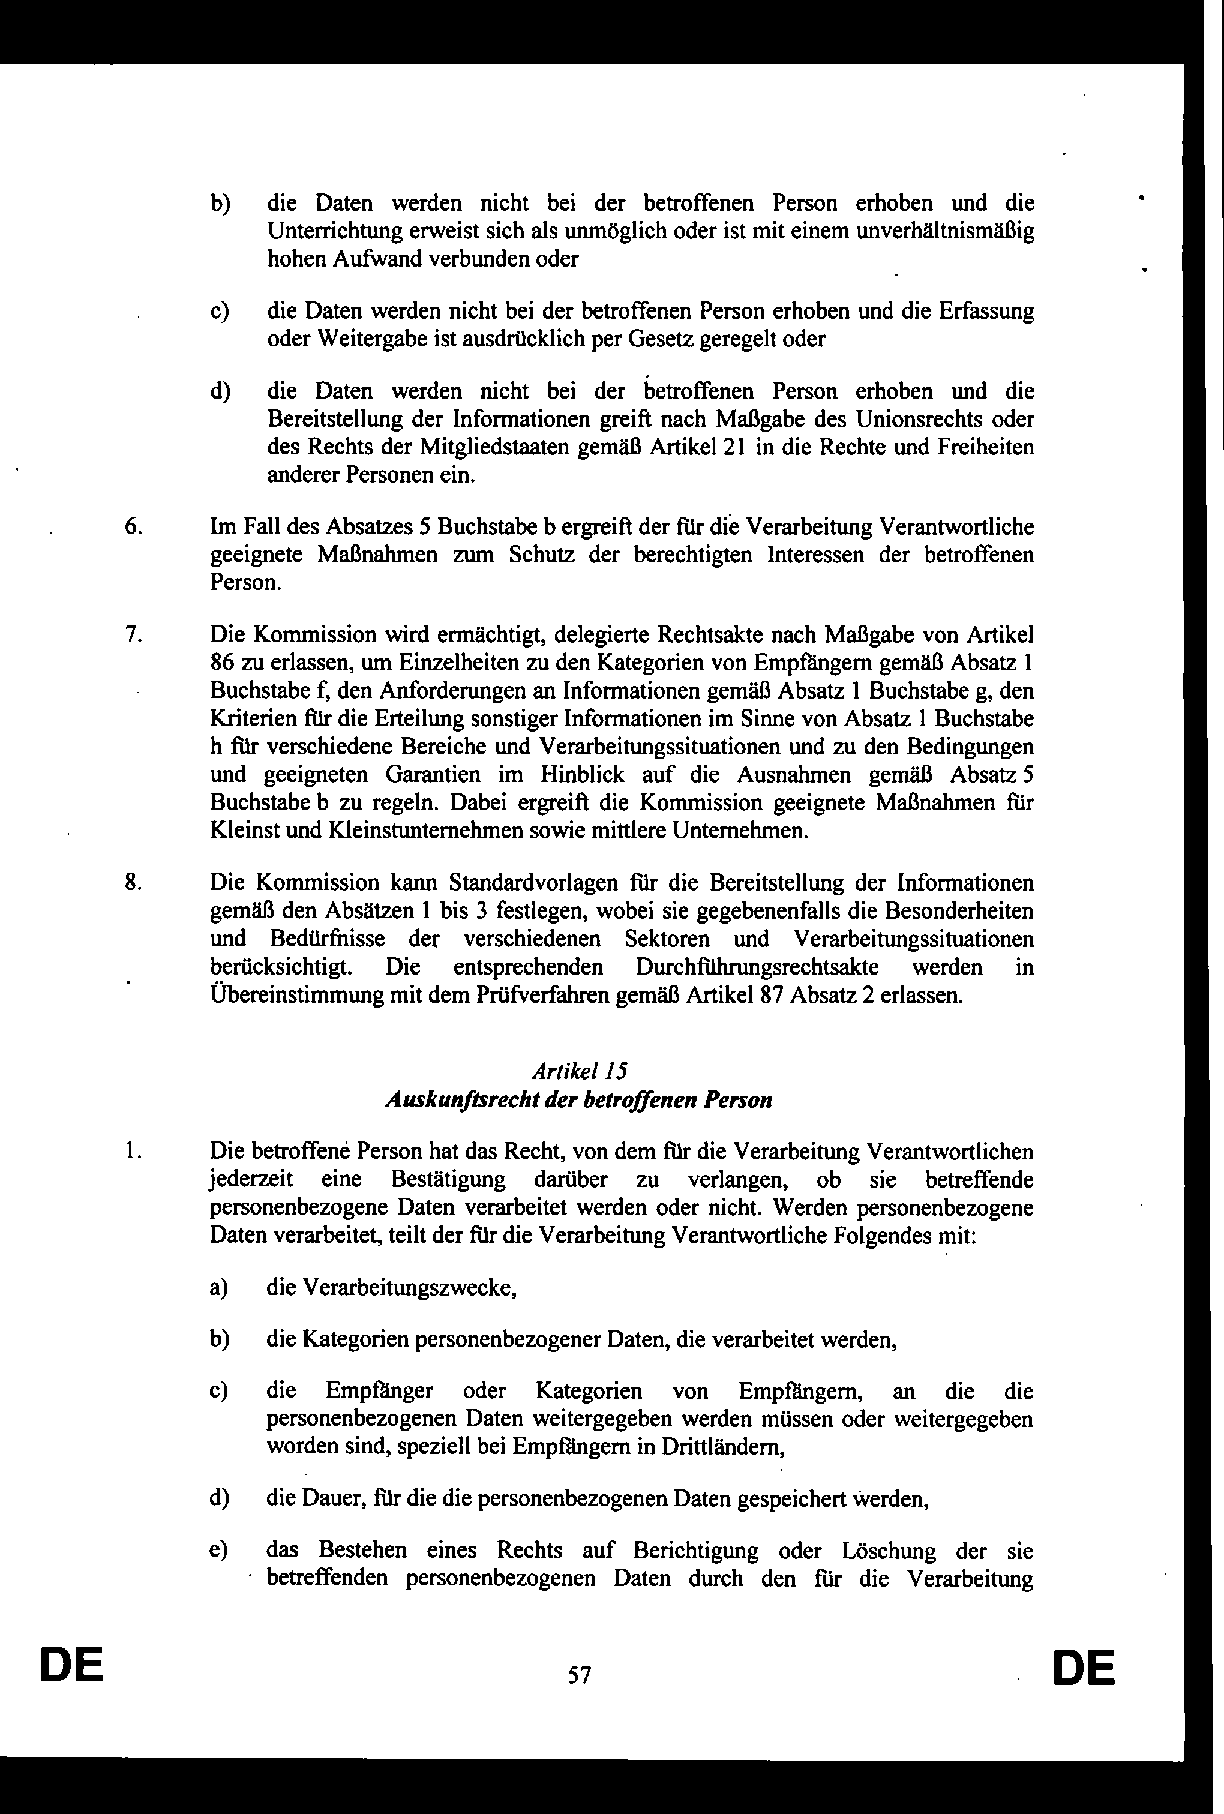 b) die Daten werden nicht bei der betroffenen Person erhoben und die
Unterrichtung erweist sich als unmöglich oder ist mit einem unverhältnismäßig
hohen Aufwand verbunden oder
c) die Daten werden nicht bei der betroffenen Person erhoben und die Erfassung
oder Weitergabe ist ausdrücklich per Gesetz geregelt oder
d) die Daten werden nicht bei der betroffenen Person erhoben und die
Bereitstellung der Informationen greift nach Maßgabe des Unionsrechts oder
des Rechts der Mitgliedstaaten gemäß Artikel 21 in die Rechte und Freiheiten
anderer Personen ein.
6. Im Fall des Absatzes 5 Buchstabe b ergreift der für die Verarbeitung Verantwortliche
geeignete Maßnahmen zum Schutz der berechtigten Interessen der betroffenen
Person.
7. Die Kommission wird ermächtigt, delegierte Rechtsakte nach Maßgabe von Artikel
86 zu erlassen, um Einzelheiten zu den Kategorien von Empfängern gemäß Absatz 1
Buchstabe f, den Anforderungen an Informationen gemäß Absatz 1 Buchstabe g, den
Kriterien für die Erteilung sonstiger Informationen im Sinne von Absatz 1 Buchstabe
h für verschiedene Bereiche und Verarbeitungssituationen und zu den Bedingungen
und geeigneten Garantien im Hinblick auf die Ausnahmen gemäß Absatz 5
Buchstabe b zu regeln. Dabei ergreift die Kommission geeignete Maßnahmen für
Kleinst und Kleinstunternehmen sowie mittlere Unternehmen.
8. Die Kommission kann Standardvorlagen für die Bereitstellung der Informationen
gemäß den Absätzen 1 bis 3 festlegen, wobei sie gegebenenfalls die Besonderheiten
und Bedürfnisse der verschiedenen Sektoren und Verarbeitungssituationen
berücksichtigt. Die entsprechenden Durchführungsrechtsakte werden in
Übereinstimmung mit dem Prüfverfahren gemäß Artikel 87 Absatz 2 erlassen.
Artikel 15
Auskunftsrecht der betroffenen Person
1. Die betroffene Person hat das Recht, von dem für die Verarbeitung Verantwortlichen
jederzeit eine Bestätigung darüber zu verlangen, ob sie betreffende
personenbezogene Daten verarbeitet werden oder nicht. Werden personenbezogene
Daten verarbeitet, teilt der für die Verarbeitung Verantwortliche Folgendes mit:
a) die Verarbeitungszwecke,
b) die Kategorien personenbezogener Daten, die verarbeitet werden,
c) die Empfänger oder Kategorien von Empfängern, an die die
personenbezogenen Daten weitergegeben werden müssen oder weitergegeben
worden sind, speziell bei Empfängern in Drittländern,
d) die Dauer, für die die personenbezogenen Daten gespeichert werden,
e) das Bestehen eines Rechts auf Berichtigung oder Löschung der sie
betreffenden personenbezogenen Daten durch den für die Verarbeitung
DE 57 DE